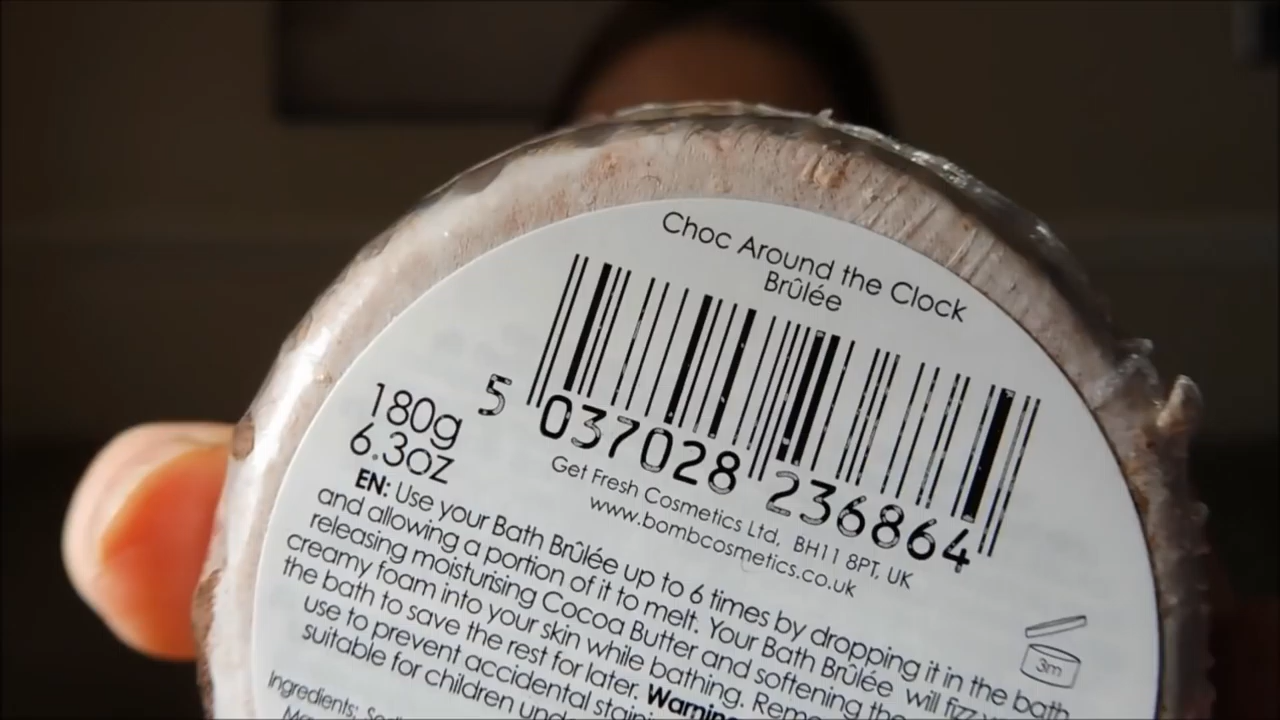 Choc Around the Clock
Brûlée
5 037028 236864
180g
6.3oz
Get Fresh Cosmetics Ltd, BH11 8PT, UK
www.bombcosmetics.co.uk
EN: Use your Bath Brûlée up to 6 times by dropping it in the bath
and allowing a portion of it to melt. Your Bath Brûlée will fizz
releasing moisturising Cocoa Butter and softening the
creamy foam into your skin while bathing.
the bath to save the rest for later.
use to prevent accidental
suitable for children
3m
Ingredients: